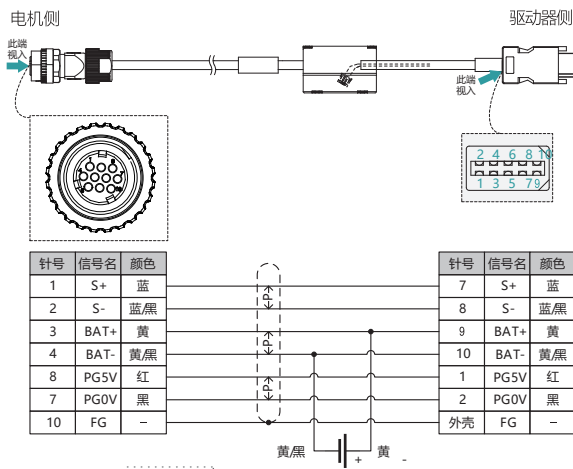 电机侧 驱动器侧
此端
视入
此端
视入
2 4 6 8 10
1 3 5 7 9
针号 信号名 颜色 针号 信号名 颜色
1 S+ 蓝 7 S+ 蓝
2 S- 蓝/黑 8 S- 蓝/黑
3 BAT+ 黄 9 BAT+ 黄
4 BAT- 黄/黑 10 BAT- 黄/黑
8 PG5V 红 1 PG5V 红
7 PG0V 黑 2 PG0V 黑
10 FG – 外壳 FG –
P
P
P
黄/黑 + 黄 -